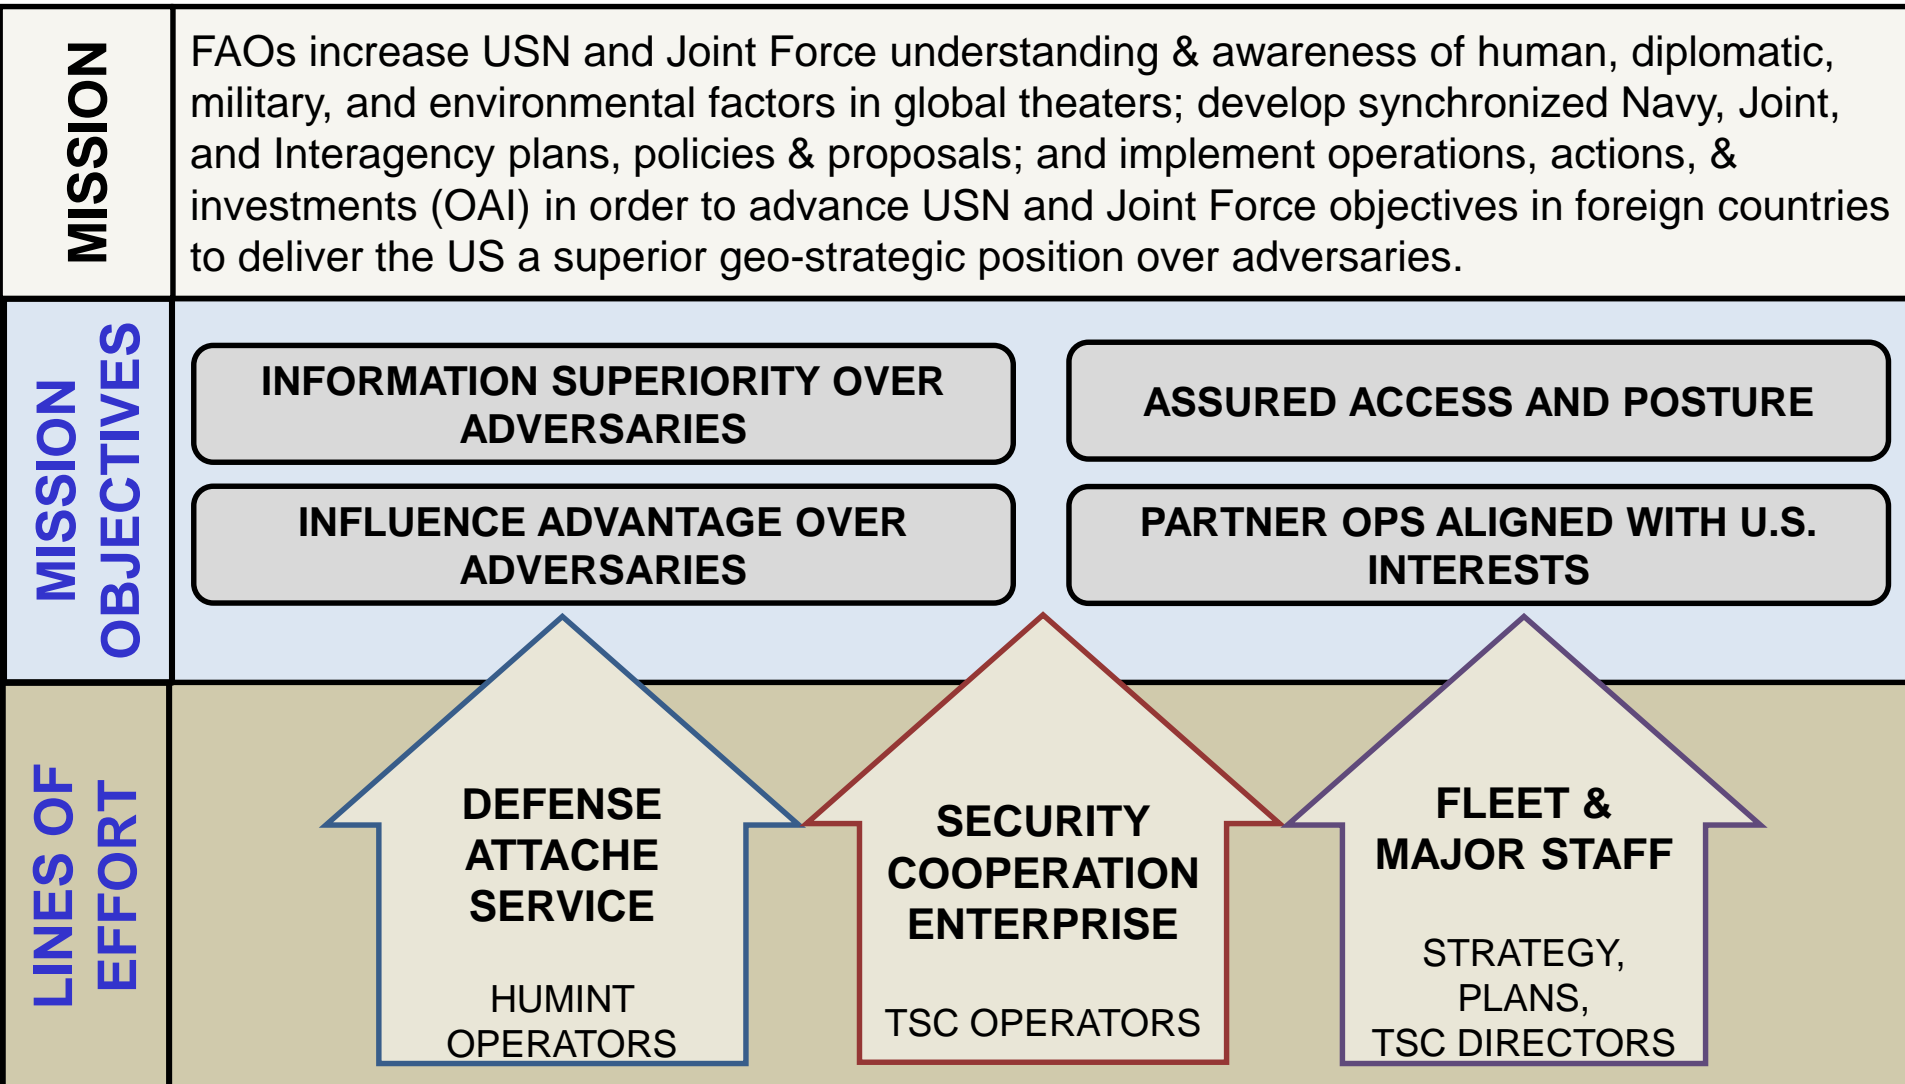 MISSION
FAOs increase USN and Joint Force understanding & awareness of human, diplomatic,
military, and environmental factors in global theaters; develop synchronized Navy, Joint,
and Interagency plans, policies & proposals; and implement operations, actions, &
investments (OAI) in order to advance USN and Joint Force objectives in foreign countries
to deliver the US a superior geo-strategic position over adversaries.
MISSION
OBJECTIVES
INFORMATION SUPERIORITY OVER
ADVERSARIES
ASSURED ACCESS AND POSTURE
INFLUENCE ADVANTAGE OVER
ADVERSARIES
PARTNER OPS ALIGNED WITH U.S.
INTERESTS
LINES OF
EFFORT
DEFENSE
ATTACHE
SERVICE
HUMINT
OPERATORS
SECURITY
COOPERATION
ENTERPRISE
TSC OPERATORS
FLEET &
MAJOR STAFF
STRATEGY,
PLANS,
TSC DIRECTORS